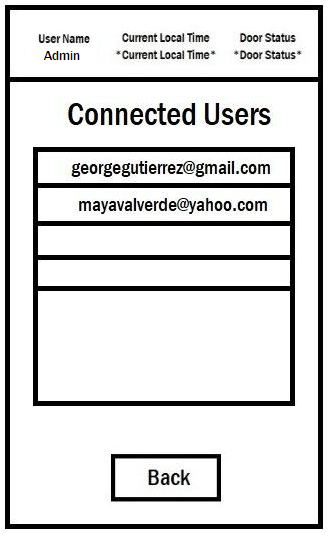 User Name Current Local Time Door Status
Admin *Current Local Time* *Door Status*
Connected Users
georgegutierrez@gmail.com
mayavalverde@yahoo.com
Back